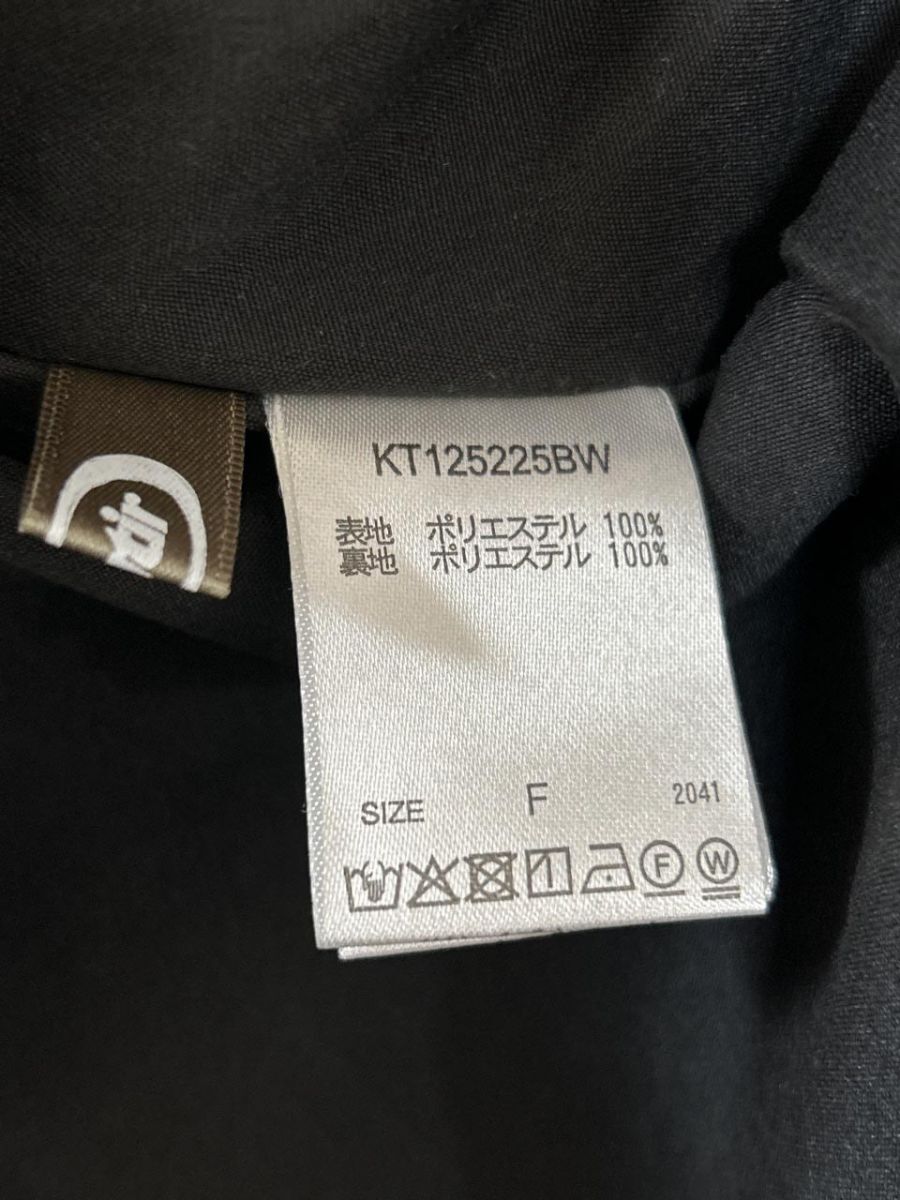 KT125225BW
表地 ポリエステル 100%
裏地 ポリエステル 100%
SIZE F 2041
F W